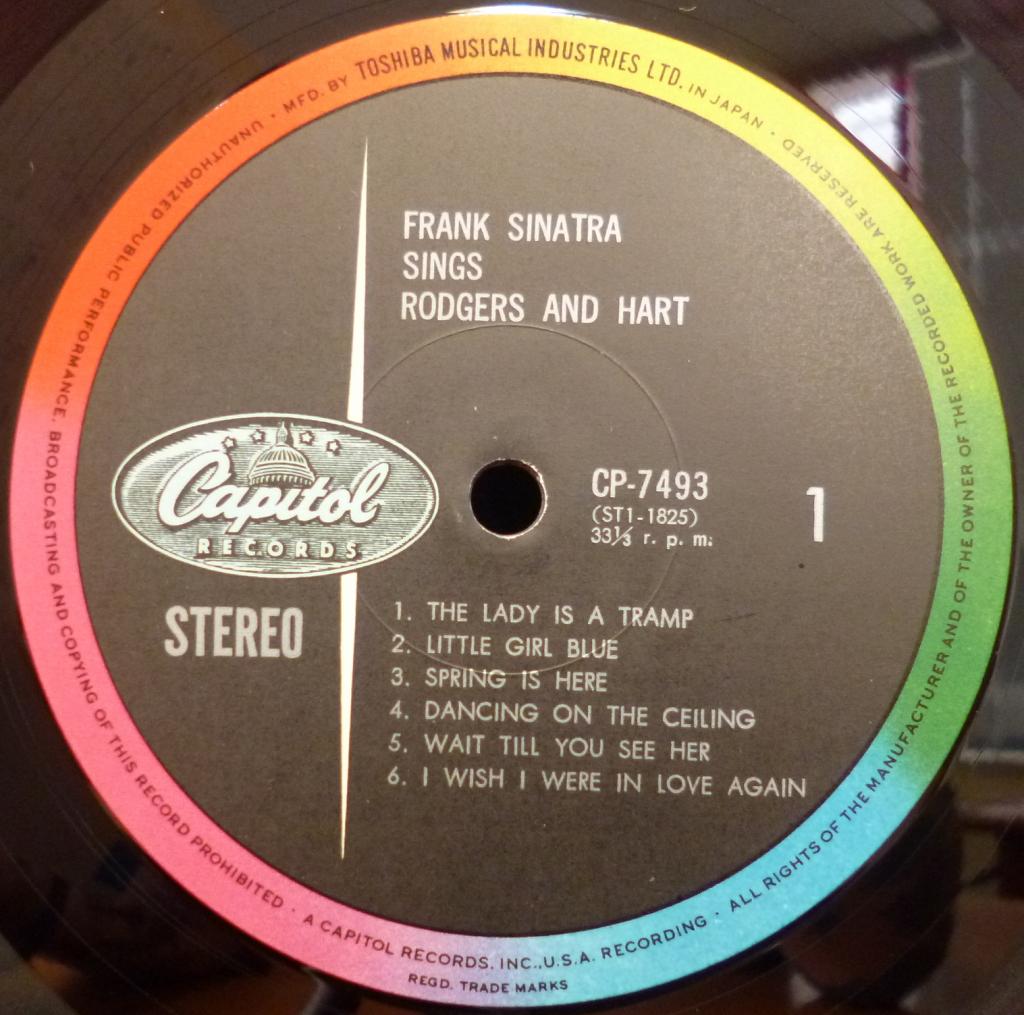 MFD. BY TOSHIBA MUSICAL INDUSTRIES LTD. IN JAPAN · ALL RIGHTS OF THE MANUFACTURER AND OF THE OWNER OF THE RECORDED WORK ARE RESERVED · UNAUTHORIZED PUBLIC PERFORMANCE, BROADCASTING AND COPYING OF THIS RECORD PROHIBITED · A CAPITOL RECORDS, INC., U.S.A. RECORDING ·
REGD. TRADE MARKS
FRANK SINATRA
SINGS
RODGERS AND HART
Capitol
RECORDS
STEREO
CP-7493
(ST1-1825)
33⅓ r. p. m.
1
1. THE LADY IS A TRAMP
2. LITTLE GIRL BLUE
3. SPRING IS HERE
4. DANCING ON THE CEILING
5. WAIT TILL YOU SEE HER
6. I WISH I WERE IN LOVE AGAIN